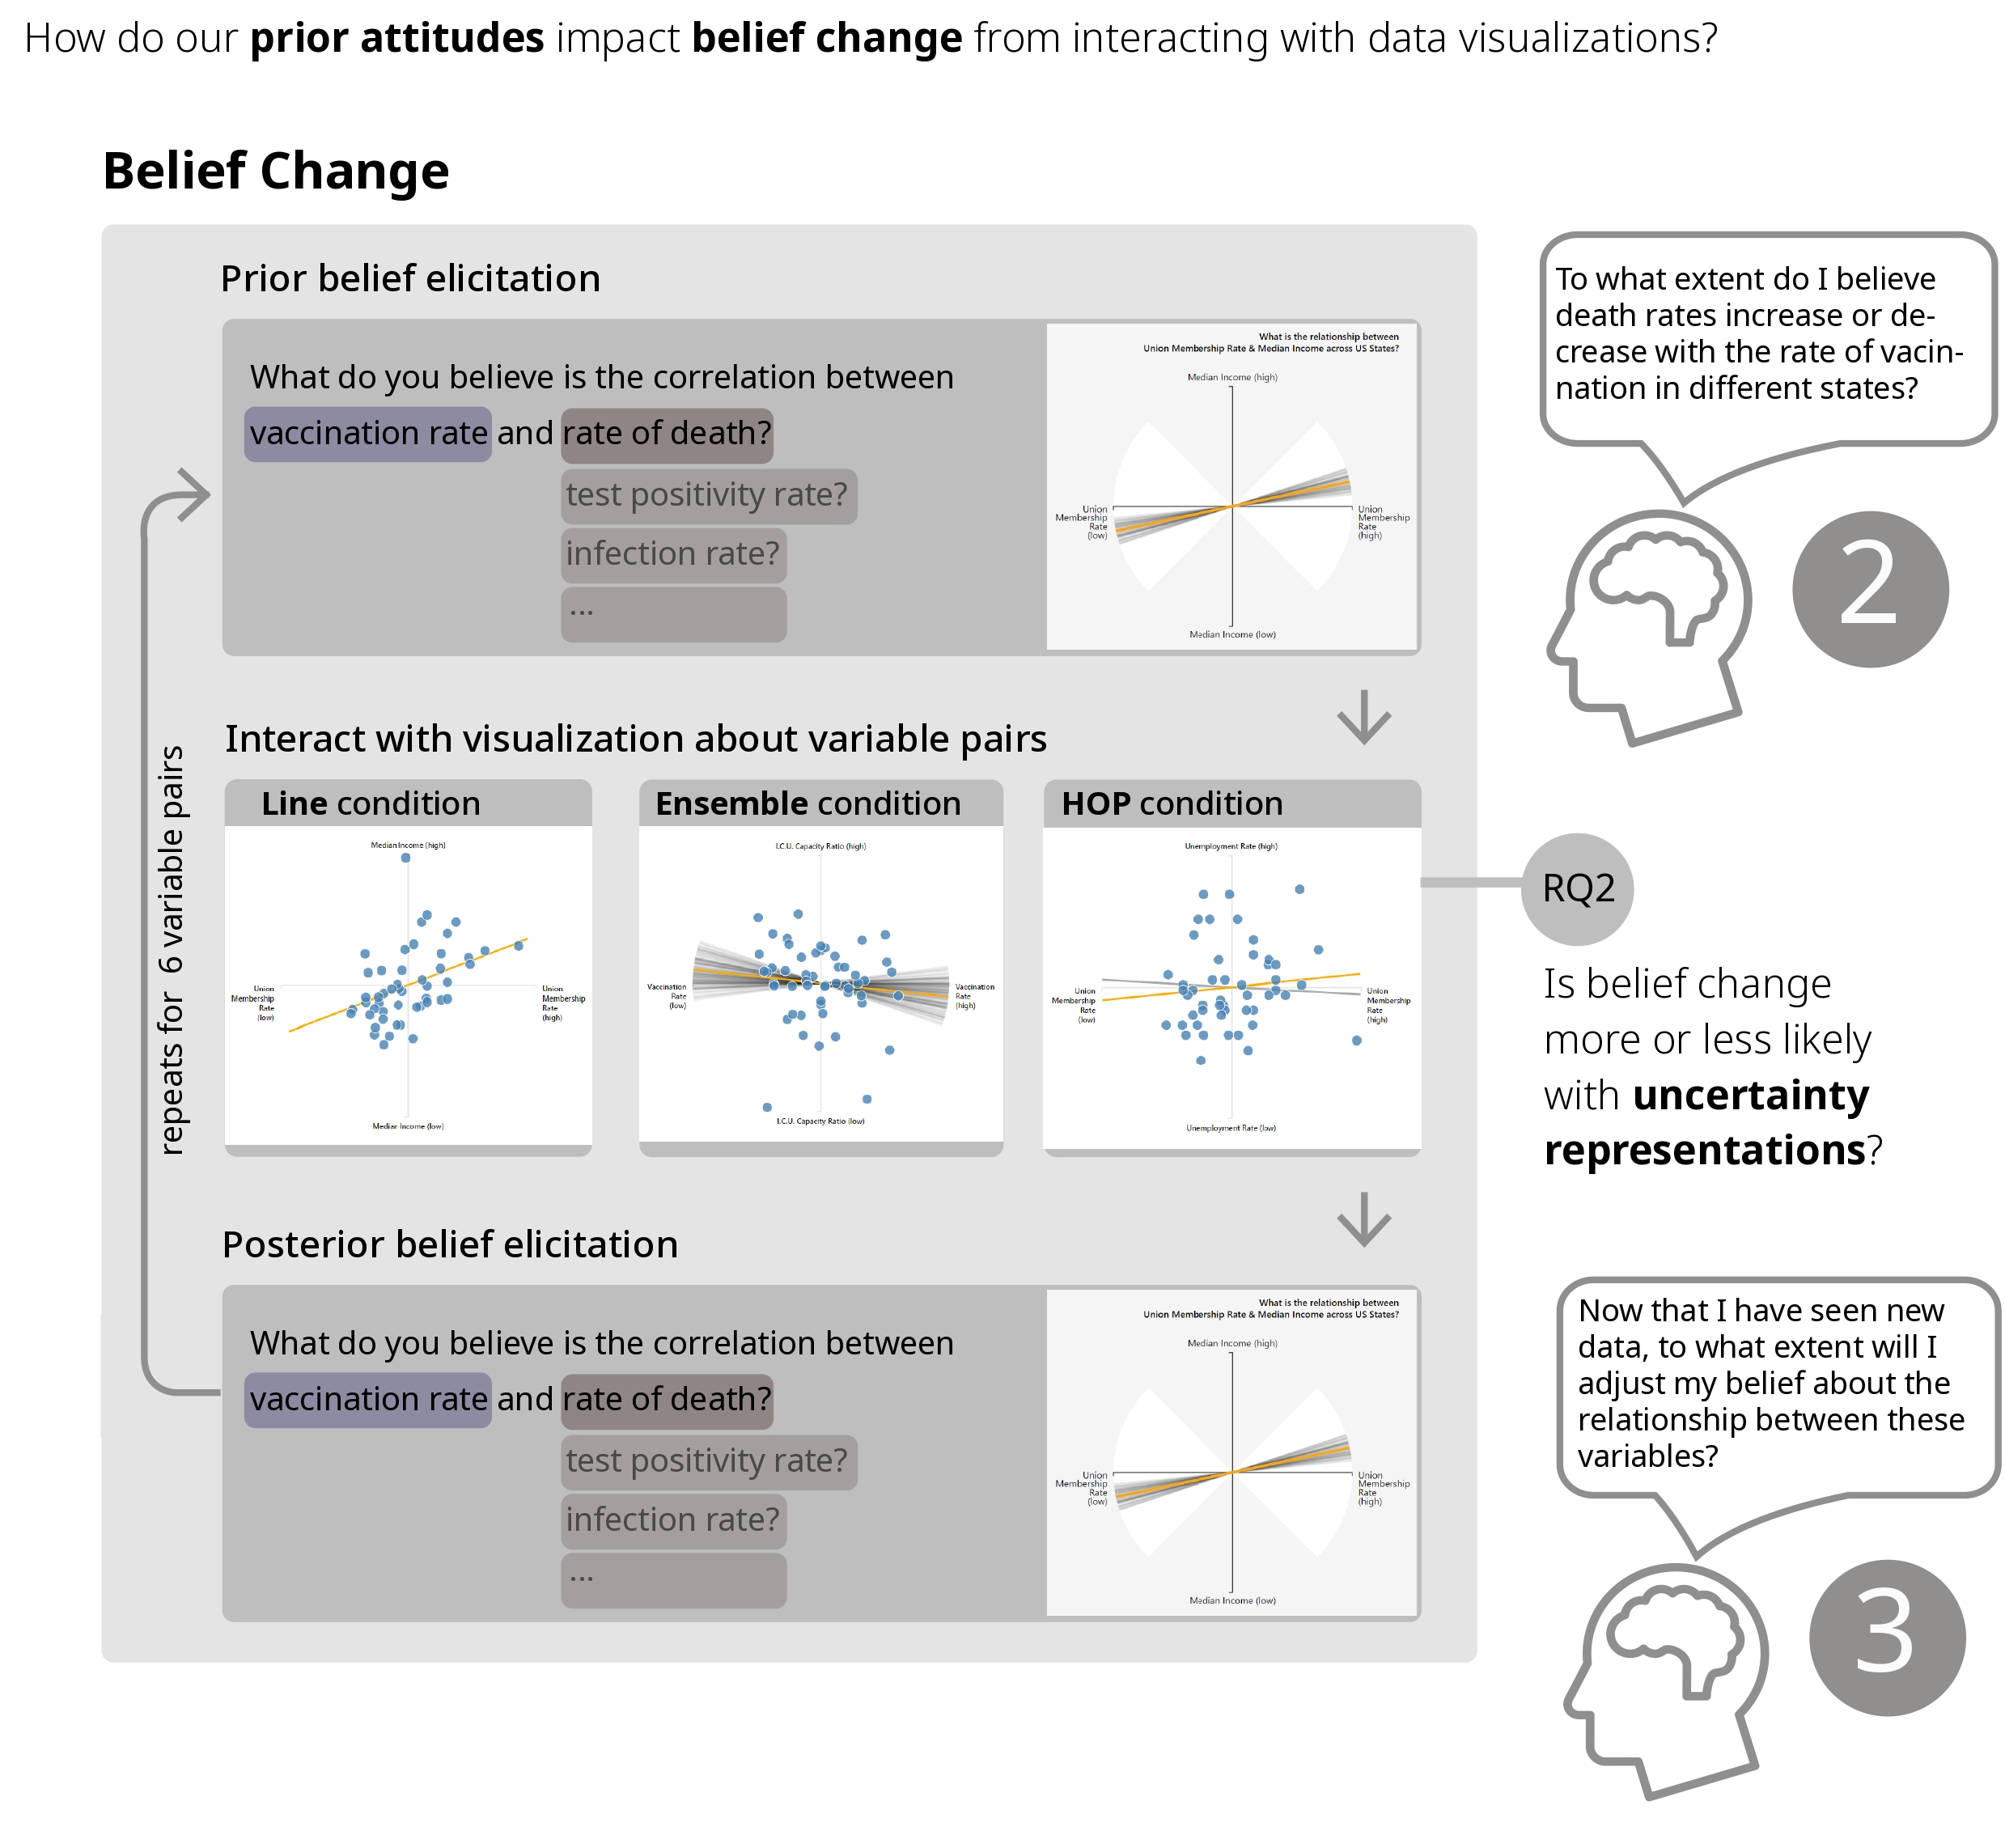 How do our prior attitudes impact belief change from interacting with data visualizations?
Belief Change
Prior belief elicitation
What do you believe is the correlation between
vaccination rate and rate of death?
test positivity rate?
infection rate?
...
What is the relationship between
Union Membership Rate & Median Income across US States?
Median Income (high)
Union
Membership
Rate
(low)
Union
Membership
Rate
(high)
Median Income (low)
To what extent do I believe
death rates increase or de-
crease with the rate of vacin-
nation in different states?
2
repeats for 6 variable pairs
Interact with visualization about variable pairs
Line condition
Median Income (high)
Union
Membership
Rate
(low)
Union
Membership
Rate
(high)
Median Income (low)
Ensemble condition
I.C.U. Capacity Ratio (high)
Vaccination
Rate
(low)
Vaccination
Rate
(high)
I.C.U. Capacity Ratio (low)
HOP condition
Unemployment Rate (high)
Union
Membership
Rate
(low)
Union
Membership
Rate
(high)
Unemployment Rate (low)
RQ2
Is belief change
more or less likely
with uncertainty
representations?
Posterior belief elicitation
What do you believe is the correlation between
vaccination rate and rate of death?
test positivity rate?
infection rate?
...
What is the relationship between
Union Membership Rate & Median Income across US States?
Median Income (high)
Union
Membership
Rate
(low)
Union
Membership
Rate
(high)
Median Income (low)
Now that I have seen new
data, to what extent will I
adjust my belief about the
relationship between these
variables?
3